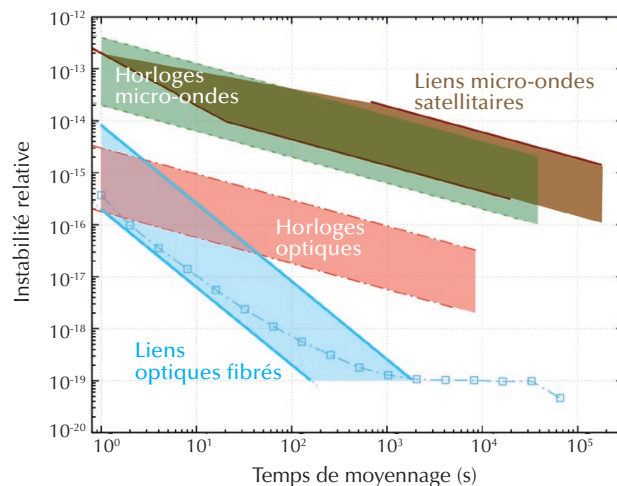 10⁻¹²
10⁻¹³
10⁻¹⁴
10⁻¹⁵
10⁻¹⁶
10⁻¹⁷
10⁻¹⁸
10⁻¹⁹
10⁻²⁰
Instabilité relative
Horloges
micro-ondes
Liens micro-ondes
satellitaires
Horloges
optiques
Liens
optiques fibrés
10⁰ 10¹ 10² 10³ 10⁴ 10⁵
Temps de moyennage (s)